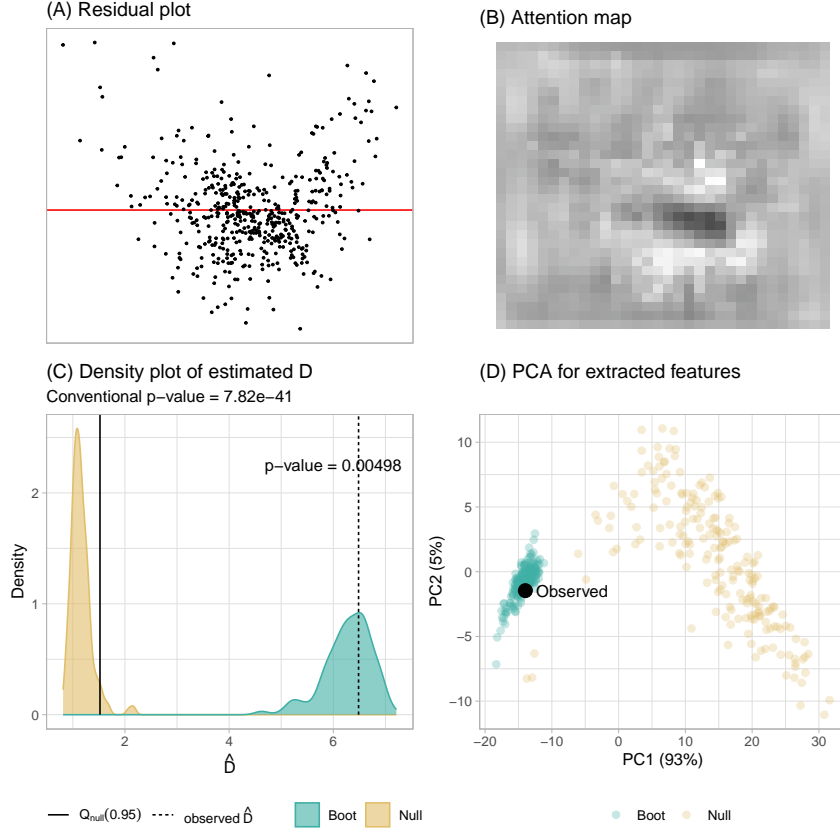 (A) Residual plot
(B) Attention map
(C) Density plot of estimated D
Conventional p−value = 7.82e−41
p−value = 0.00498
Density
2
1
0
2
4
6
D̂
(D) PCA for extracted features
Observed
PC2 (5%)
10
5
0
−5
−10
−20
−10
0
10
20
30
PC1 (93%)
Qnull(0.95)
observed D̂
Boot
Null
Boot
Null